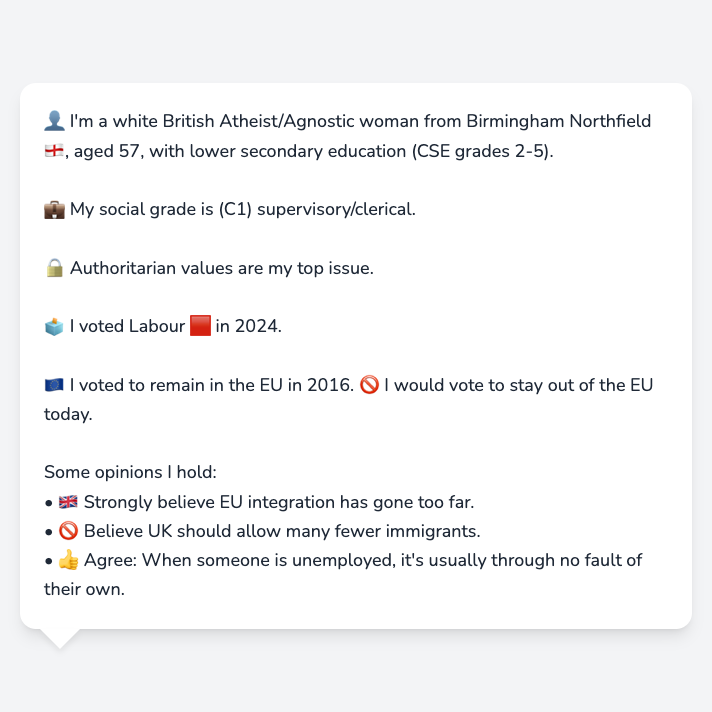 👤 I'm a white British Atheist/Agnostic woman from Birmingham Northfield
🏴󠁧󠁢󠁥󠁮󠁧󠁿, aged 57, with lower secondary education (CSE grades 2-5).
💼 My social grade is (C1) supervisory/clerical.
🔒 Authoritarian values are my top issue.
🗳️ I voted Labour 🟥 in 2024.
🇪🇺 I voted to remain in the EU in 2016. 🚫 I would vote to stay out of the EU
today.
Some opinions I hold:
• 🇬🇧 Strongly believe EU integration has gone too far.
• 🚫 Believe UK should allow many fewer immigrants.
• 👍 Agree: When someone is unemployed, it's usually through no fault of
their own.